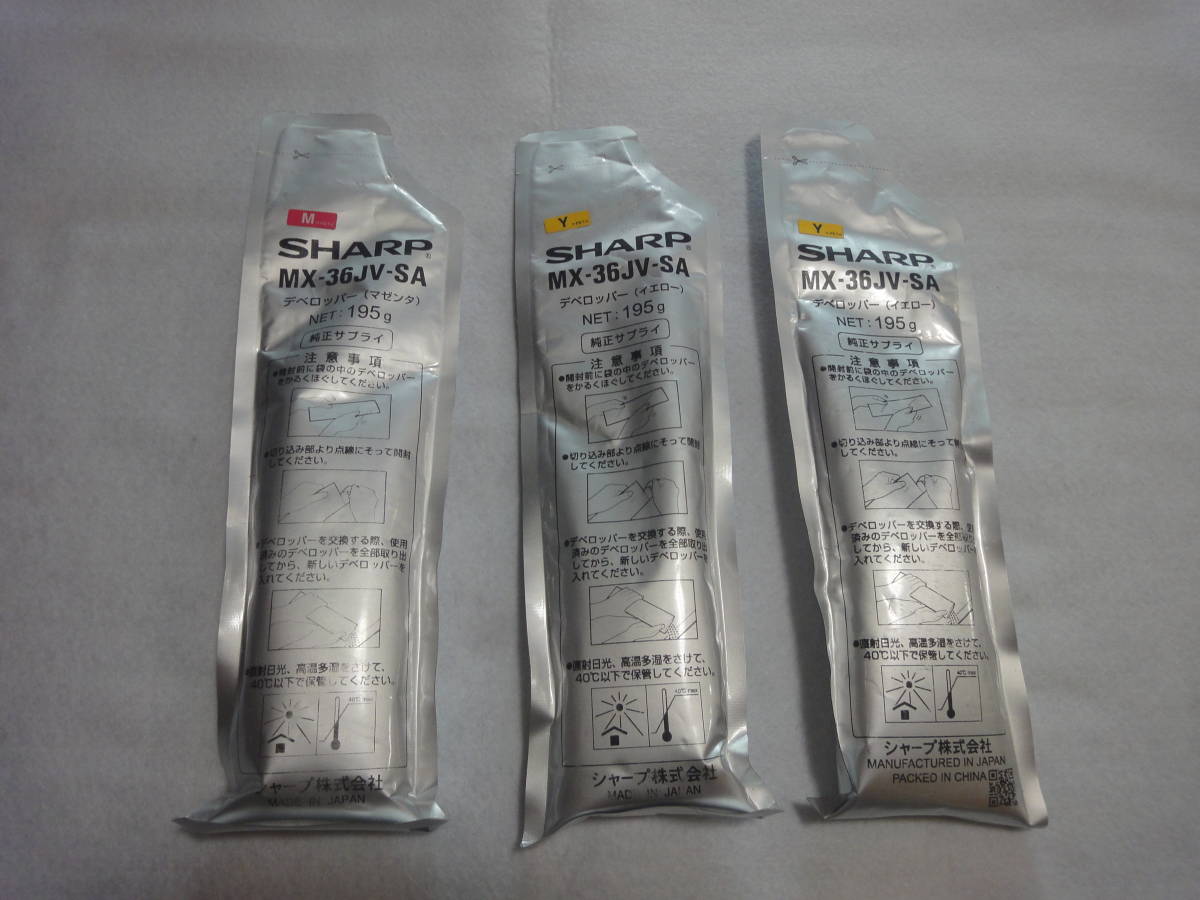 M
SHARP®
MX-36JV-SA
デベロッパー（マゼンタ）
NET：195g
純正サプライ
注意事項
●開封前に袋の中のデベロッパー
をかるくほぐしてください。
●切り込み部より点線にそって開封
してください。
●デベロッパーを交換する際、使用
済みのデベロッパーを全部取り出
してから、新しいデベロッパーを
入れてください。
●直射日光、高温多湿をさけて、
40℃以下で保管してください。
40℃ max
シャープ株式会社
MADE IN JAPAN
Y
SHARP®
MX-36JV-SA
デベロッパー（イエロー）
NET：195g
純正サプライ
注意事項
●開封前に袋の中のデベロッパー
をかるくほぐしてください。
●切り込み部より点線にそって開封
してください。
●デベロッパーを交換する際、使用
済みのデベロッパーを全部取り出
してから、新しいデベロッパーを
入れてください。
●直射日光、高温多湿をさけて、
40℃以下で保管してください。
40℃ max
シャープ株式会社
MADE IN JAPAN
Y
SHARP®
MX-36JV-SA
デベロッパー（イエロー）
NET：195g
純正サプライ
注意事項
●開封前に袋の中のデベロッパー
をかるくほぐしてください。
●切り込み部より点線にそって開
してください。
●デベロッパーを交換する際、使
済みのデベロッパーを全部取り
してから、新しいデベロッパーを
入れてください。
●直射日光、高温多湿をさけて、
40℃以下で保管してください。
40℃ max
シャープ株式会社
MANUFACTURED IN JAPAN
PACKED IN CHINA